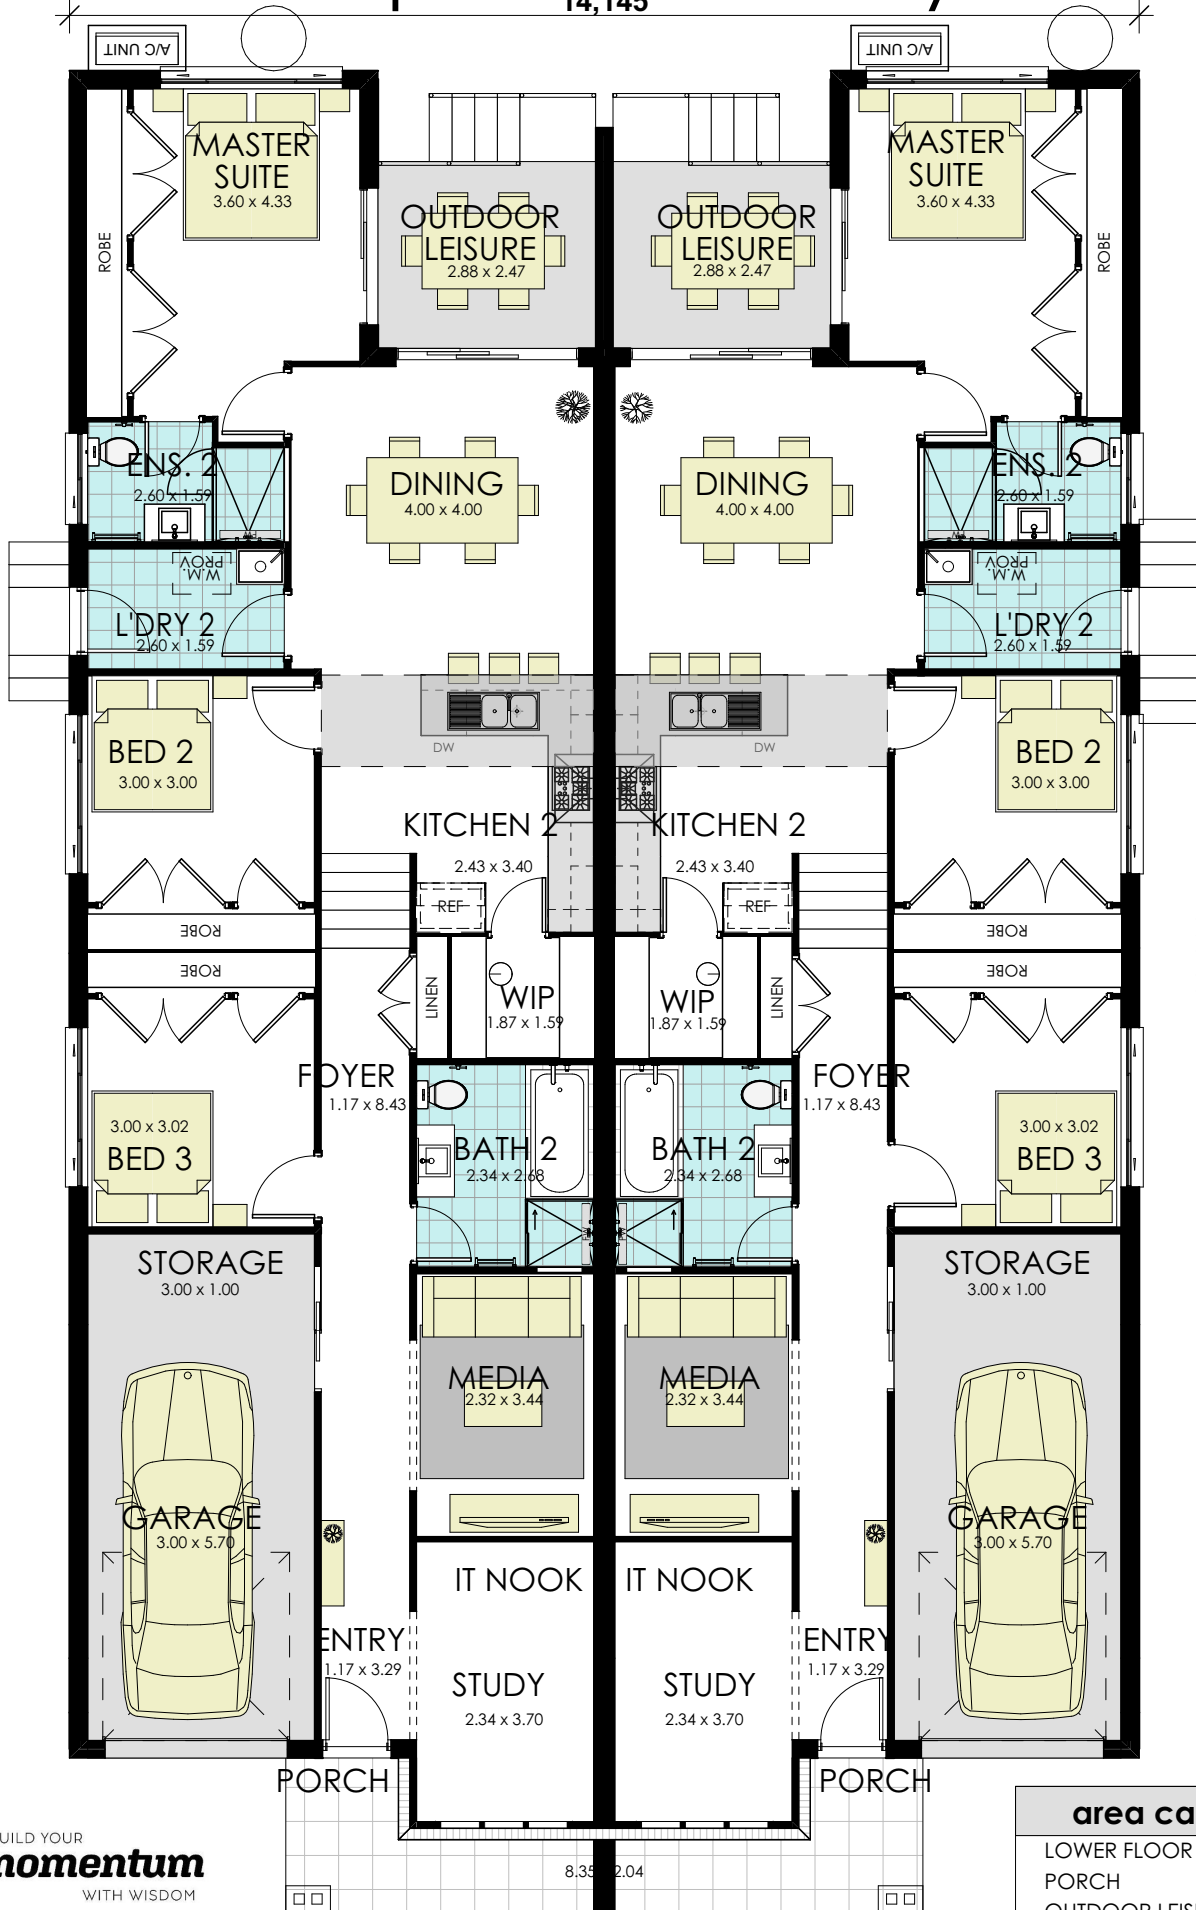 14,145
A/C UNIT
A/C UNIT
MASTER
SUITE
3.60 x 4.33
MASTER
SUITE
3.60 x 4.33
ROBE
OUTDOOR
LEISURE
2.88 x 2.47
OUTDOOR
LEISURE
2.88 x 2.47
ROBE
ENS. 2
2.60 x 1.59
DINING
4.00 x 4.00
DINING
4.00 x 4.00
ENS. 2
2.60 x 1.59
W.M.
PROV
W.M.
PROV
L'DRY 2
2.60 x 1.59
L'DRY 2
2.60 x 1.59
BED 2
3.00 x 3.00
DW
DW
BED 2
3.00 x 3.00
KITCHEN 2
2.43 x 3.40
KITCHEN 2
2.43 x 3.40
REF
REF
ROBE
ROBE
ROBE
ROBE
LINEN
WIP
1.87 x 1.59
WIP
1.87 x 1.59
LINEN
FOYER
1.17 x 8.43
FOYER
1.17 x 8.43
3.00 x 3.02
BED 3
BATH 2
2.34 x 2.68
BATH 2
2.34 x 2.68
3.00 x 3.02
BED 3
STORAGE
3.00 x 1.00
STORAGE
3.00 x 1.00
MEDIA
2.32 x 3.44
MEDIA
2.32 x 3.44
GARAGE
3.00 x 5.70
GARAGE
3.00 x 5.70
IT NOOK
IT NOOK
ENTRY
1.17 x 3.29
ENTRY
1.17 x 3.29
STUDY
2.34 x 3.70
STUDY
2.34 x 3.70
PORCH
PORCH
area ca
LOWER FLOOR
PORCH
OUTDOOR LEIS
UILD YOUR
momentum
WITH WISDOM
8.35 2.04